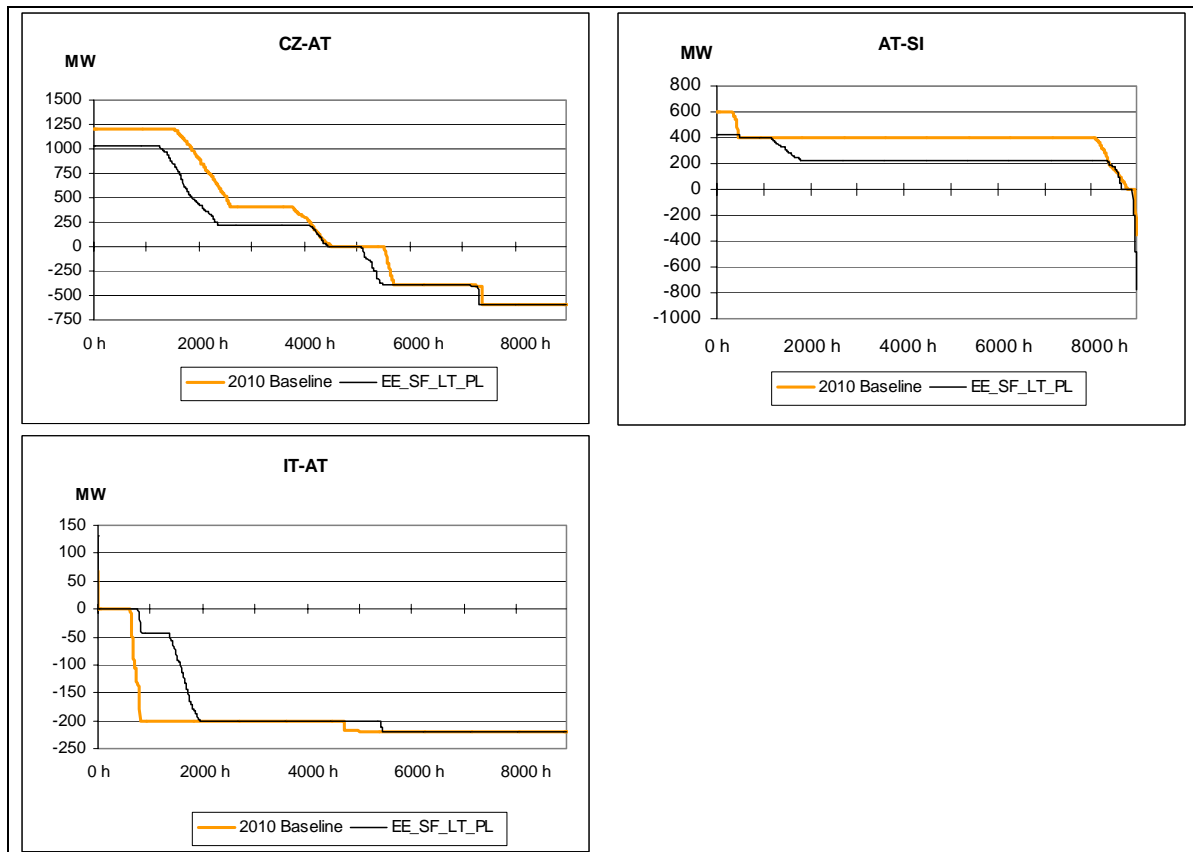 CZ-AT
MW
1500
1250
1000
750
500
250
0
-250
-500
-750
0 h 2000 h 4000 h 6000 h 8000 h
2010 Baseline EE_SF_LT_PL
AT-SI
MW
800
600
400
200
0
-200
-400
-600
-800
-1000
0 h 2000 h 4000 h 6000 h 8000 h
2010 Baseline EE_SF_LT_PL
IT-AT
MW
150
100
50
0
-50
-100
-150
-200
-250
0 h 2000 h 4000 h 6000 h 8000 h
2010 Baseline EE_SF_LT_PL